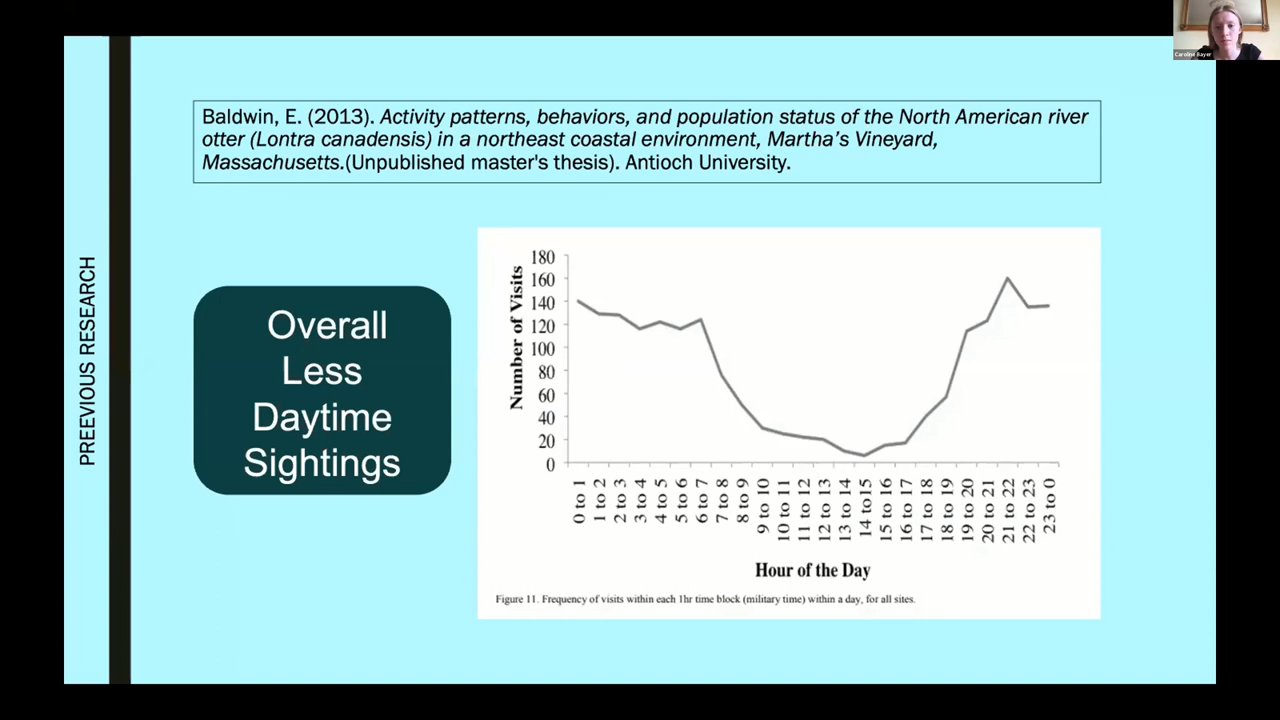 Caroline Bayer
Baldwin, E. (2013). Activity patterns, behaviors, and population status of the North American river
otter (Lontra canadensis) in a northeast coastal environment, Martha's Vineyard,
Massachusetts.(Unpublished master's thesis). Antioch University.
PREEVIOUS RESEARCH
Overall
Less
Daytime
Sightings
Number of Visits
180
160
140
120
100
80
60
40
20
0
0 to 1
1 to 2
2 to 3
3 to 4
4 to 5
5 to 6
6 to 7
7 to 8
8 to 9
9 to 10
10 to 11
11 to 12
12 to 13
13 to 14
14 to15
15 to 16
16 to 17
17 to 18
18 to 19
19 to 20
20 to 21
21 to 22
22 to 23
23 to 0
Hour of the Day
Figure 11. Frequency of visits within each 1hr time block (military time) within a day, for all sites.